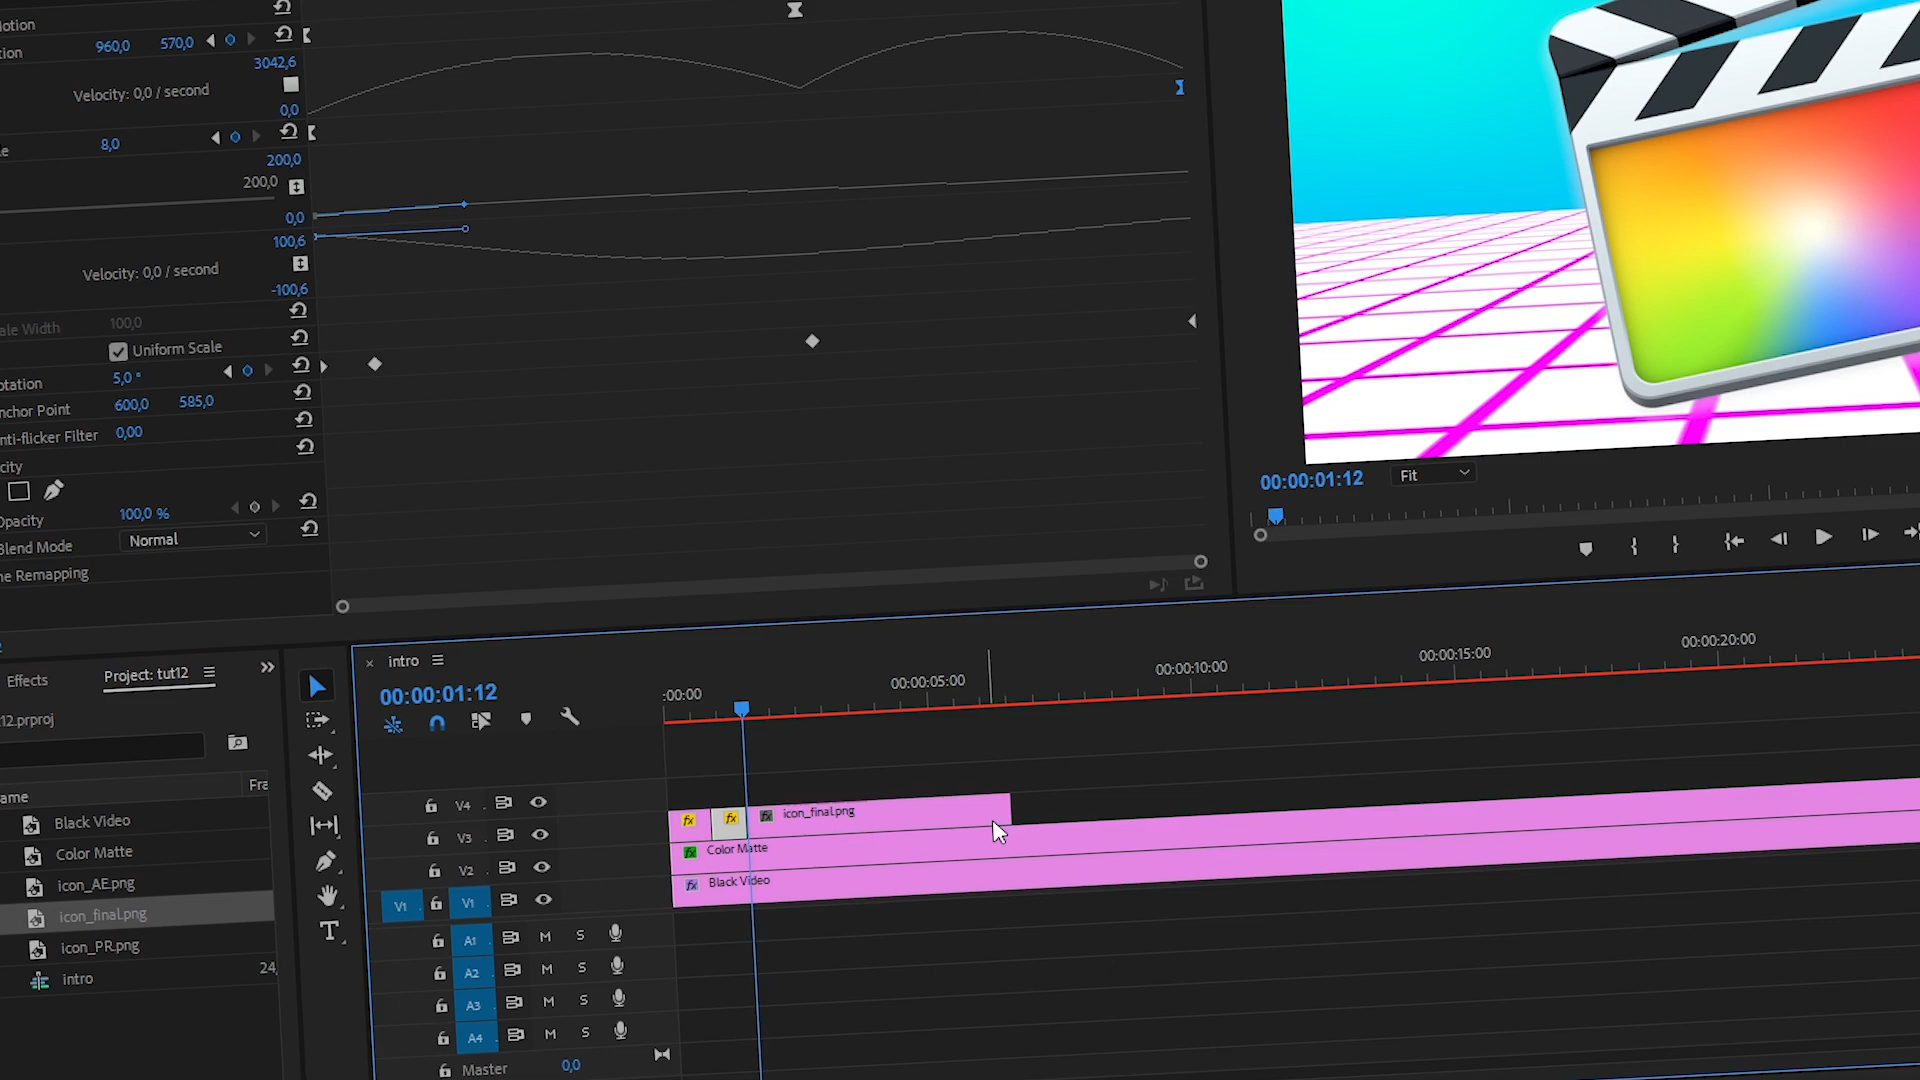 otion
tion 960,0 570,0
3042,6
Velocity: 0,0 / second
0,0
le 8,0
200,0
200,0
0,0
100,6
Velocity: 0,0 / second
-100,6
ale Width 100,0
Uniform Scale
otation 5,0 °
nchor Point 600,0 585,0
nti-flicker Filter 0,00
city
Opacity 100,0 %
Blend Mode Normal
ne Remapping
00:00:01:12 Fit
Effects Project: tut12
12.prproj
ame Fra
Black Video
Color Matte
icon_AE.png
icon_final.png
icon_PR.png
intro 24,
T
× intro
00:00:01:12
:00:00 00:00:05:00 00:00:10:00 00:00:15:00 00:00:20:00
V4 fx fx fx icon_final.png
V3 fx Color Matte
V2 fx Black Video
V1 V1
A1 M S
A2 M S
A3 M S
A4 M S
Master 0,0